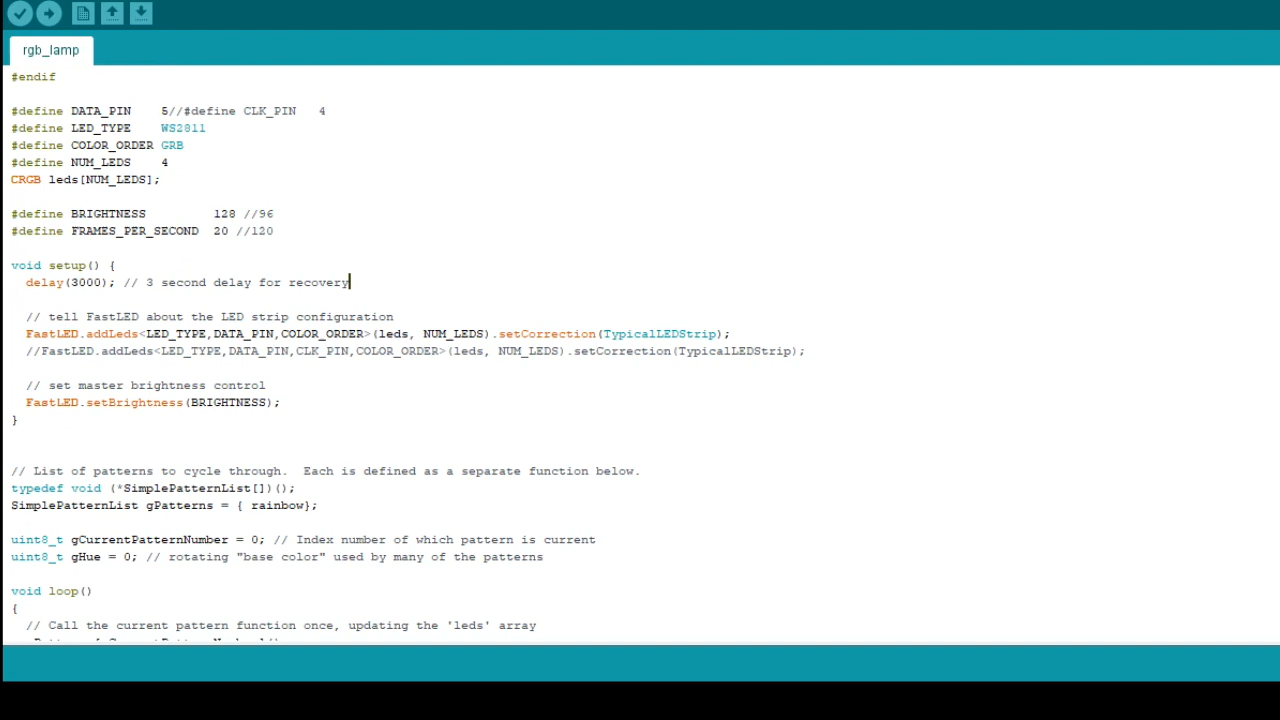 rgb_lamp
#endif
#define DATA_PIN    5//#define CLK_PIN   4
#define LED_TYPE    WS2811
#define COLOR_ORDER GRB
#define NUM_LEDS    4
CRGB leds[NUM_LEDS];
#define BRIGHTNESS         128 //96
#define FRAMES_PER_SECOND  20 //120
void setup() {
  delay(3000); // 3 second delay for recovery
  // tell FastLED about the LED strip configuration
  FastLED.addLeds<LED_TYPE,DATA_PIN,COLOR_ORDER>(leds, NUM_LEDS).setCorrection(TypicalLEDStrip);
  //FastLED.addLeds<LED_TYPE,DATA_PIN,CLK_PIN,COLOR_ORDER>(leds, NUM_LEDS).setCorrection(TypicalLEDStrip);
  // set master brightness control
  FastLED.setBrightness(BRIGHTNESS);
}
// List of patterns to cycle through.  Each is defined as a separate function below.
typedef void (*SimplePatternList[])();
SimplePatternList gPatterns = { rainbow};
uint8_t gCurrentPatternNumber = 0; // Index number of which pattern is current
uint8_t gHue = 0; // rotating "base color" used by many of the patterns
void loop()
{
  // Call the current pattern function once, updating the 'leds' array